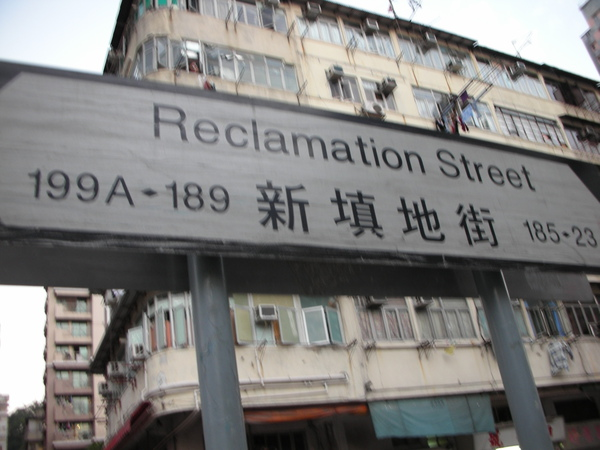 Reclamation Street
199A-189 新填地街 185-23